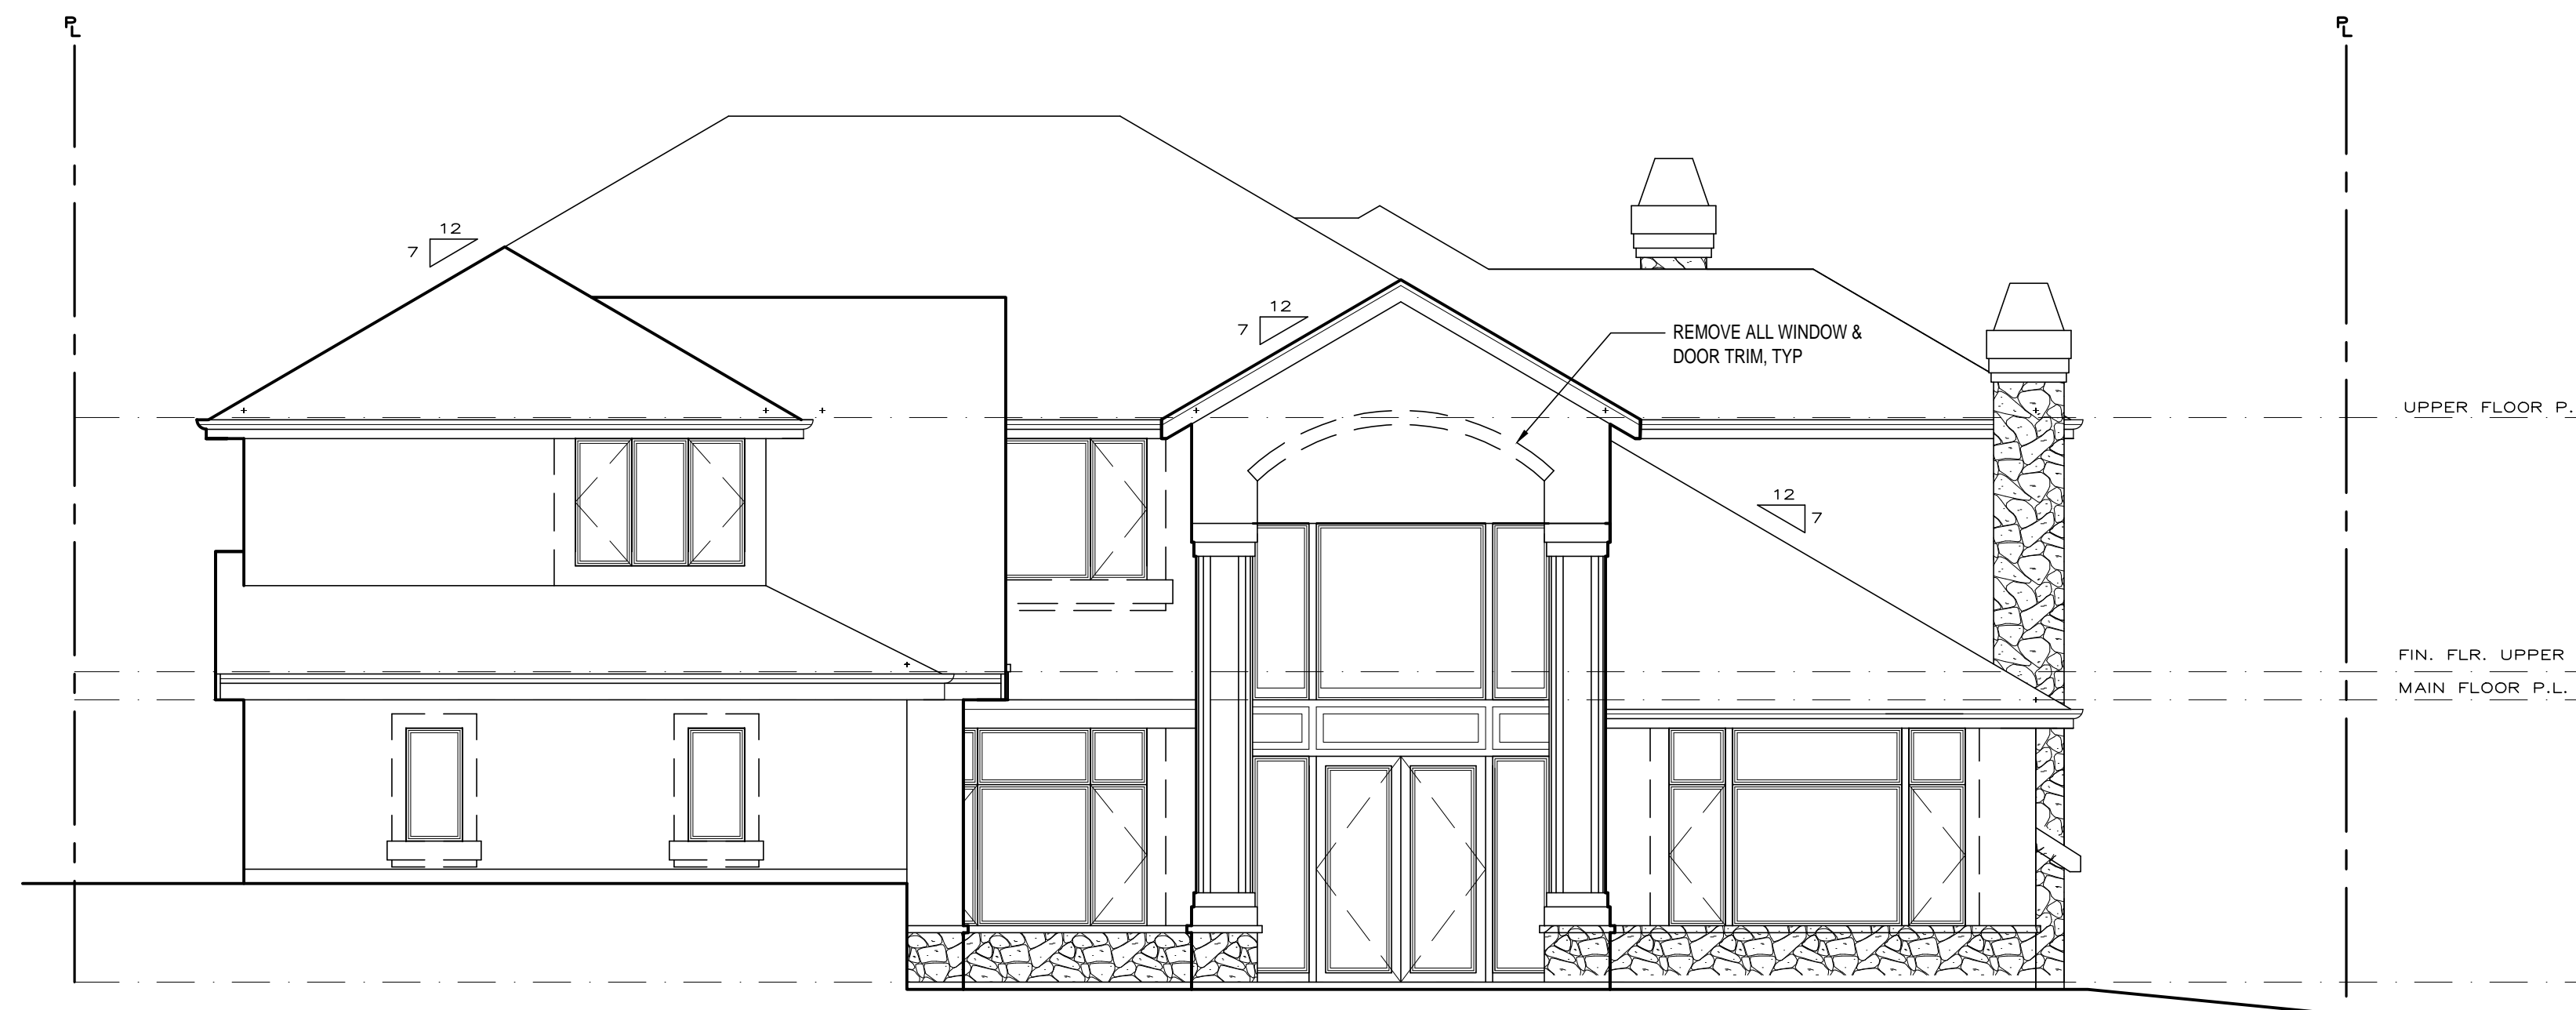 PL
PL
12
7
12
7
REMOVE ALL WINDOW &
DOOR TRIM, TYP
UPPER FLOOR P.
12
7
FIN. FLR. UPPER
MAIN FLOOR P.L.